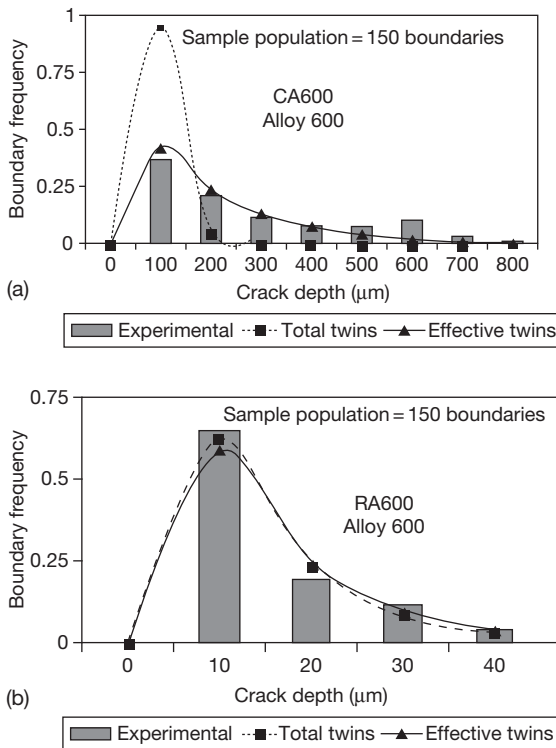 1
0.75
0.5
0.25
0
Boundary frequency
Sample population = 150 boundaries
CA600
Alloy 600
0 100 200 300 400 500 600 700 800
Crack depth (μm)
(a)
Experimental Total twins Effective twins
0.75
0.5
0.25
0
Boundary frequency
Sample population = 150 boundaries
RA600
Alloy 600
0 10 20 30 40
Crack depth (μm)
(b)
Experimental Total twins Effective twins